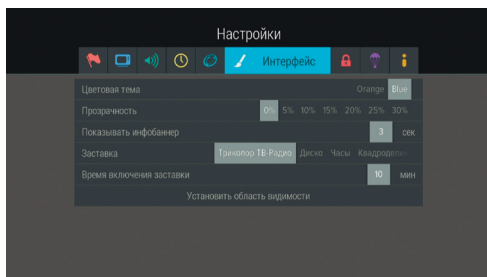 Настройки
Интерфейс
Цветовая тема Orange Blue
Прозрачность 0% 5% 10% 15% 20% 25% 30%
Показывать инфобаннер 3 сек
Заставка Триколор ТВ-Радио Диско Часы
Время включения заставки 10 мин
Установить область видимости